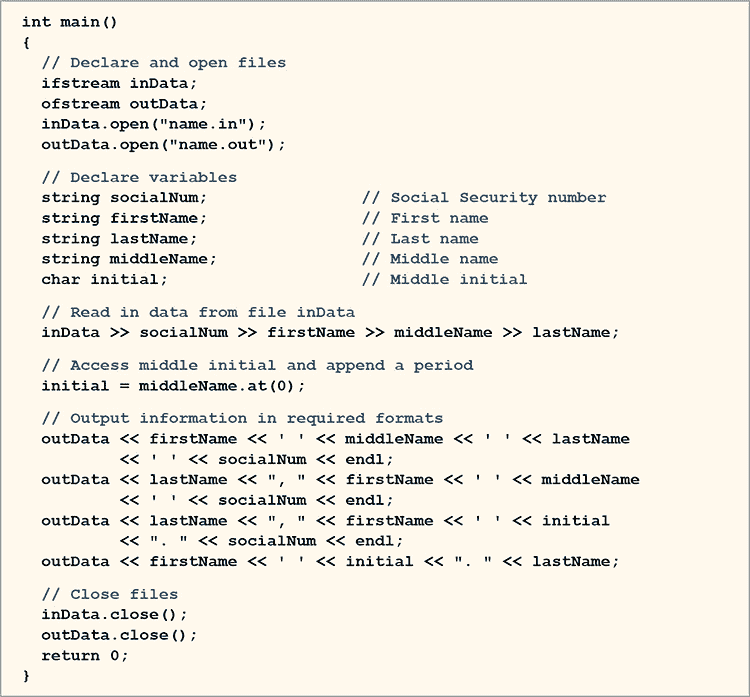 int main()
{
  // Declare and open files
  ifstream inData;
  ofstream outData;
  inData.open("name.in");
  outData.open("name.out");

  // Declare variables
  string socialNum;                // Social Security number
  string firstName;                // First name
  string lastName;                 // Last name
  string middleName;               // Middle name
  char initial;                    // Middle initial

  // Read in data from file inData
  inData >> socialNum >> firstName >> middleName >> lastName;

  // Access middle initial and append a period
  initial = middleName.at(0);

  // Output information in required formats
  outData << firstName << ' ' << middleName << ' ' << lastName
          << ' ' << socialNum << endl;
  outData << lastName << ", " << firstName << ' ' << middleName
          << ' ' << socialNum << endl;
  outData << lastName << ", " << firstName << ' ' << initial
          << ". " << socialNum << endl;
  outData << firstName << ' ' << initial << ". " << lastName;

  // Close files
  inData.close();
  outData.close();
  return 0;
}